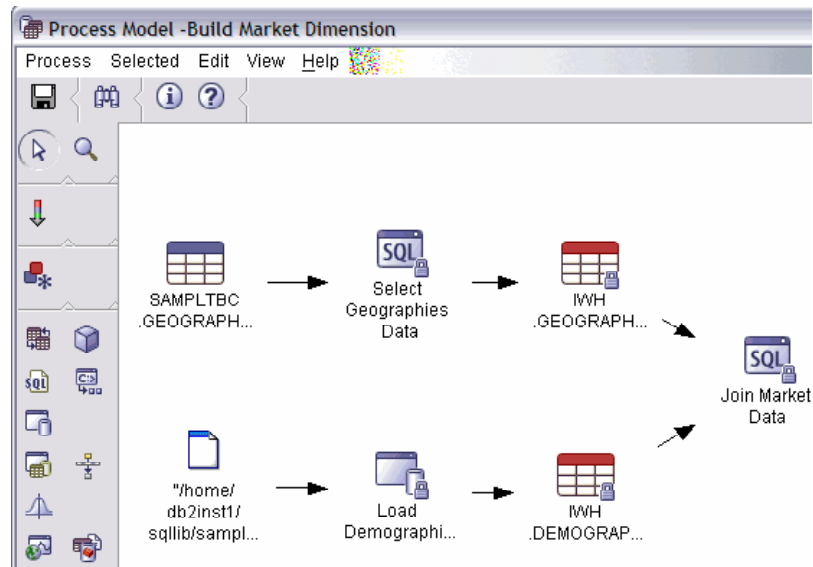 Process Model -Build Market Dimension
Process Selected Edit View Help
SQL
SAMPLTBC
.GEOGRAPH...
Select
Geographies
Data
IWH
.GEOGRAPH...
SQL
Join Market
Data
SQL
C:>
"/home/
db2inst1/
sqllib/sampl...
Load
Demographi...
IWH
.DEMOGRAP...